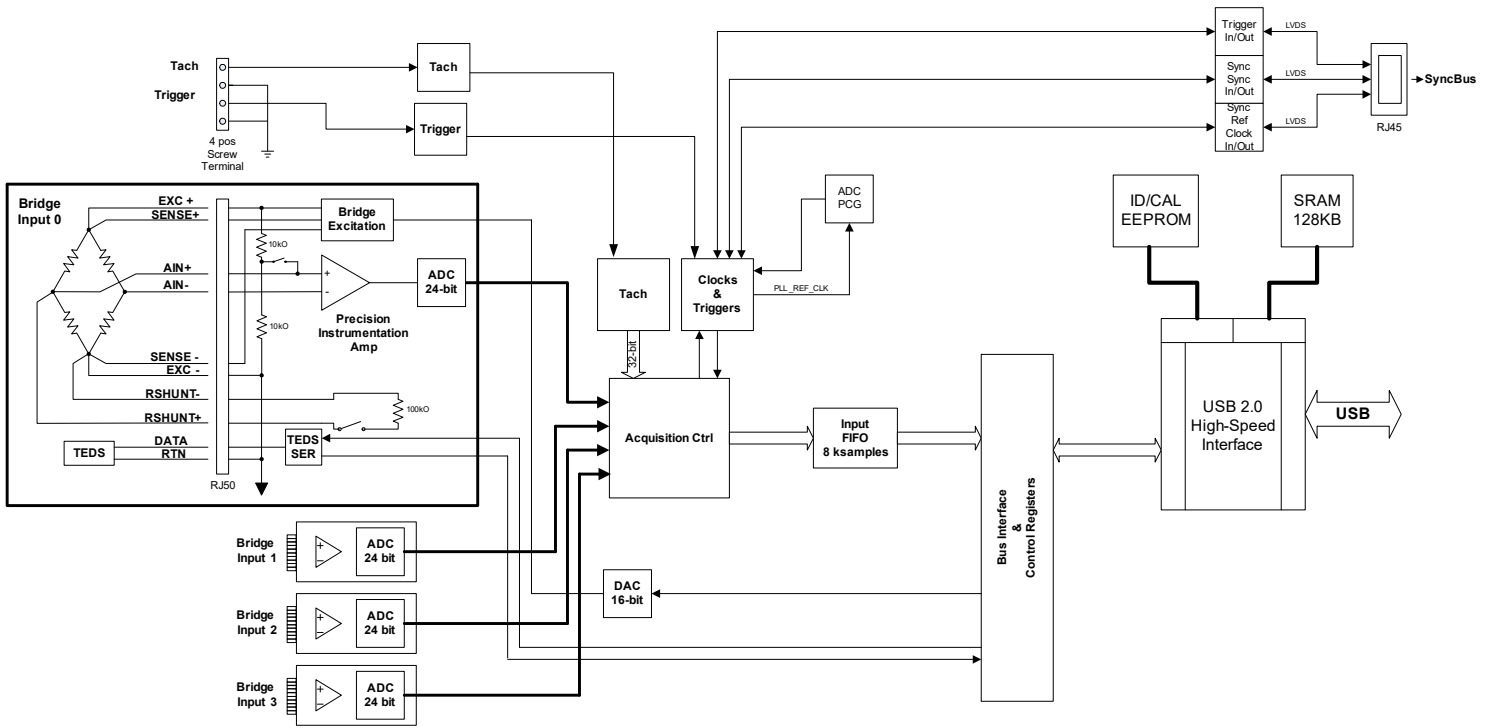 Tach
Trigger
4 pos
Screw
Terminal
Tach
Trigger
Trigger
In/Out
Sync
Sync
In/Out
Sync
Ref
Clock
In/Out
LVDS
LVDS
LVDS
RJ45
SyncBus
Bridge
Input 0
EXC +
SENSE+
AIN+
AIN-
SENSE -
EXC -
RSHUNT-
RSHUNT+
DATA
RTN
TEDS
RJ50
10kO
10kO
100kO
Bridge
Excitation
+
-
Precision
Instrumentation
Amp
ADC
24-bit
TEDS
SER
Tach
32-bit
Clocks
&
Triggers
ADC
PCG
PLL_REF_CLK
Acquisition Ctrl
Input
FIFO
8 ksamples
ID/CAL
EEPROM
SRAM
128KB
USB 2.0
High-Speed
Interface
USB
Bus Interface
&
Control Registers
DAC
16-bit
Bridge
Input 1
+
−
ADC
24 bit
Bridge
Input 2
+
−
ADC
24 bit
Bridge
Input 3
+
−
ADC
24 bit